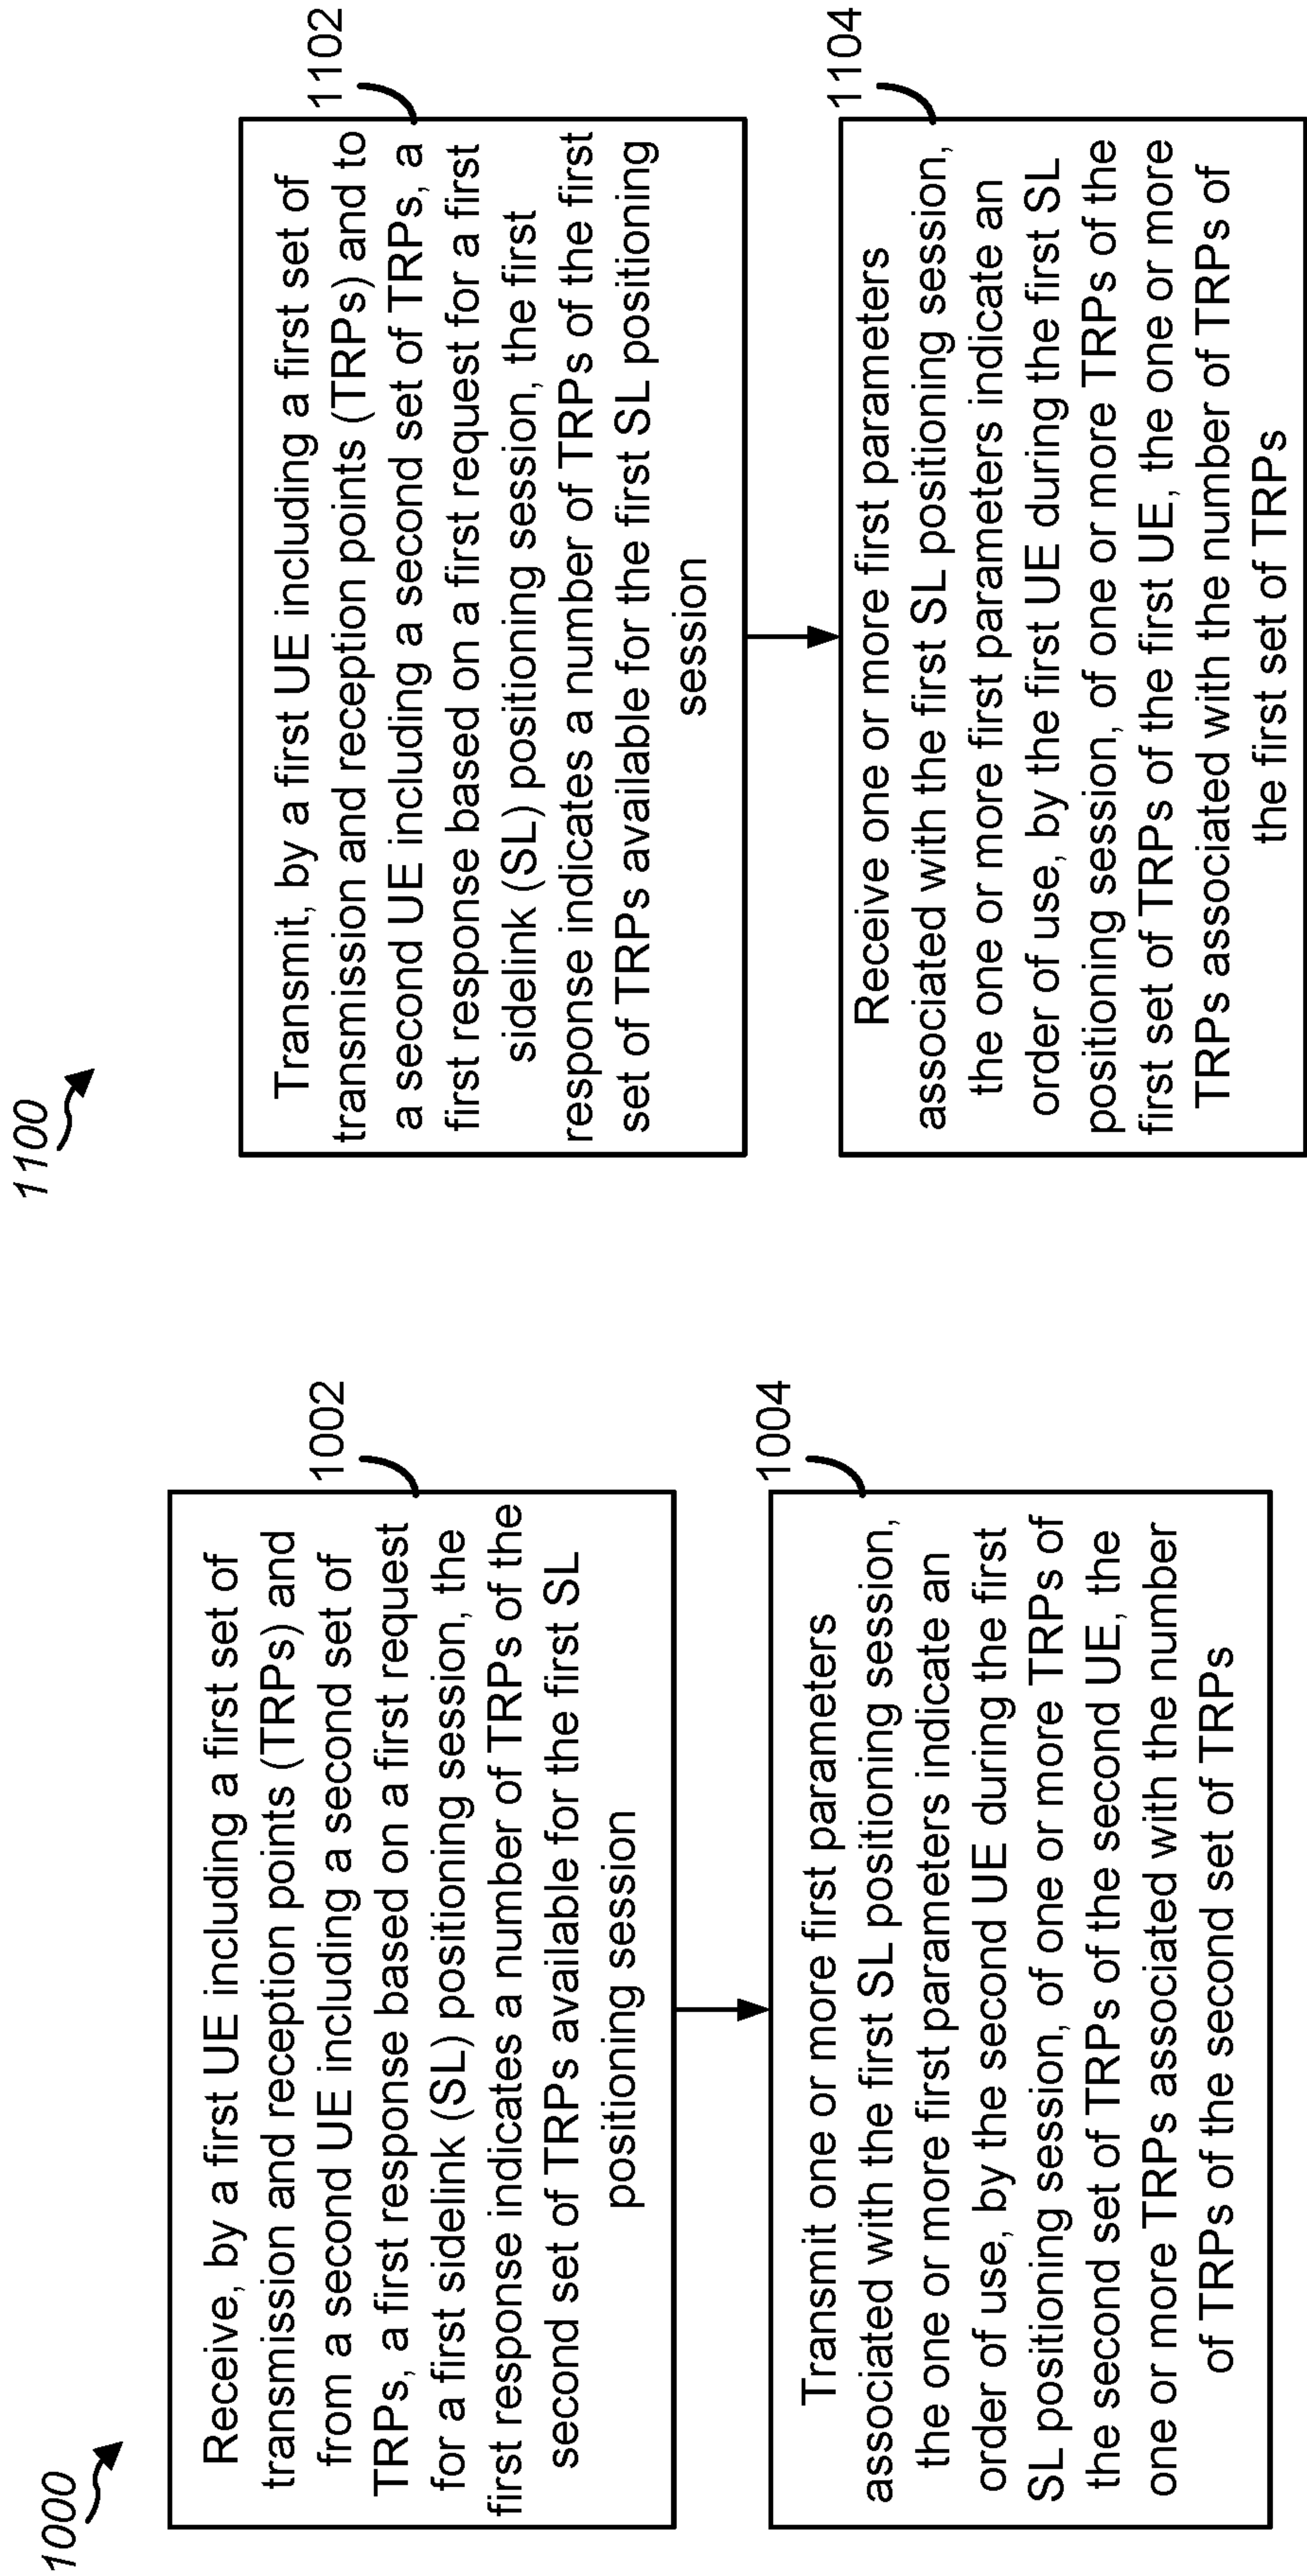 1000
1002
Receive, by a first UE including a first set of
transmission and reception points (TRPs) and
from a second UE including a second set of
TRPs, a first response based on a first request
for a first sidelink (SL) positioning session, the
first response indicates a number of TRPs of the
second set of TRPs available for the first SL
positioning session
1004
Transmit one or more first parameters
associated with the first SL positioning session,
the one or more first parameters indicate an
order of use, by the second UE during the first
SL positioning session, of one or more TRPs of
the second set of TRPs of the second UE, the
one or more TRPs associated with the number
of TRPs of the second set of TRPs
1100
1102
Transmit, by a first UE including a first set of
transmission and reception points (TRPs) and to
a second UE including a second set of TRPs, a
first response based on a first request for a first
sidelink (SL) positioning session, the first
response indicates a number of TRPs of the first
set of TRPs available for the first SL positioning
session
1104
Receive one or more first parameters
associated with the first SL positioning session,
the one or more first parameters indicate an
order of use, by the first UE during the first SL
positioning session, of one or more TRPs of the
first set of TRPs of the first UE, the one or more
TRPs associated with the number of TRPs of
the first set of TRPs